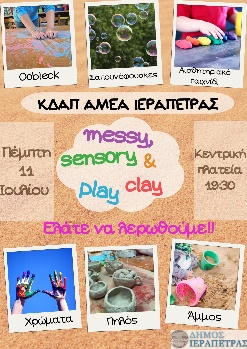 Oobleck
Σαπουνόφουσκες
Αισθητηριακό
παιχνίδι
ΚΔΑΠ ΑΜΕΑ ΙΕΡΑΠΕΤΡΑΣ
Πέμπτη
11
Ιουλίου
messy,
sensory &
play clay
Κεντρική
πλατεία
19:30
Ελάτε να λερωθούμε!!
Χρώματα
Πηλός
Άμμος
ΔΗΜΟΣ
ΙΕΡΑΠΕΤΡΑΣ